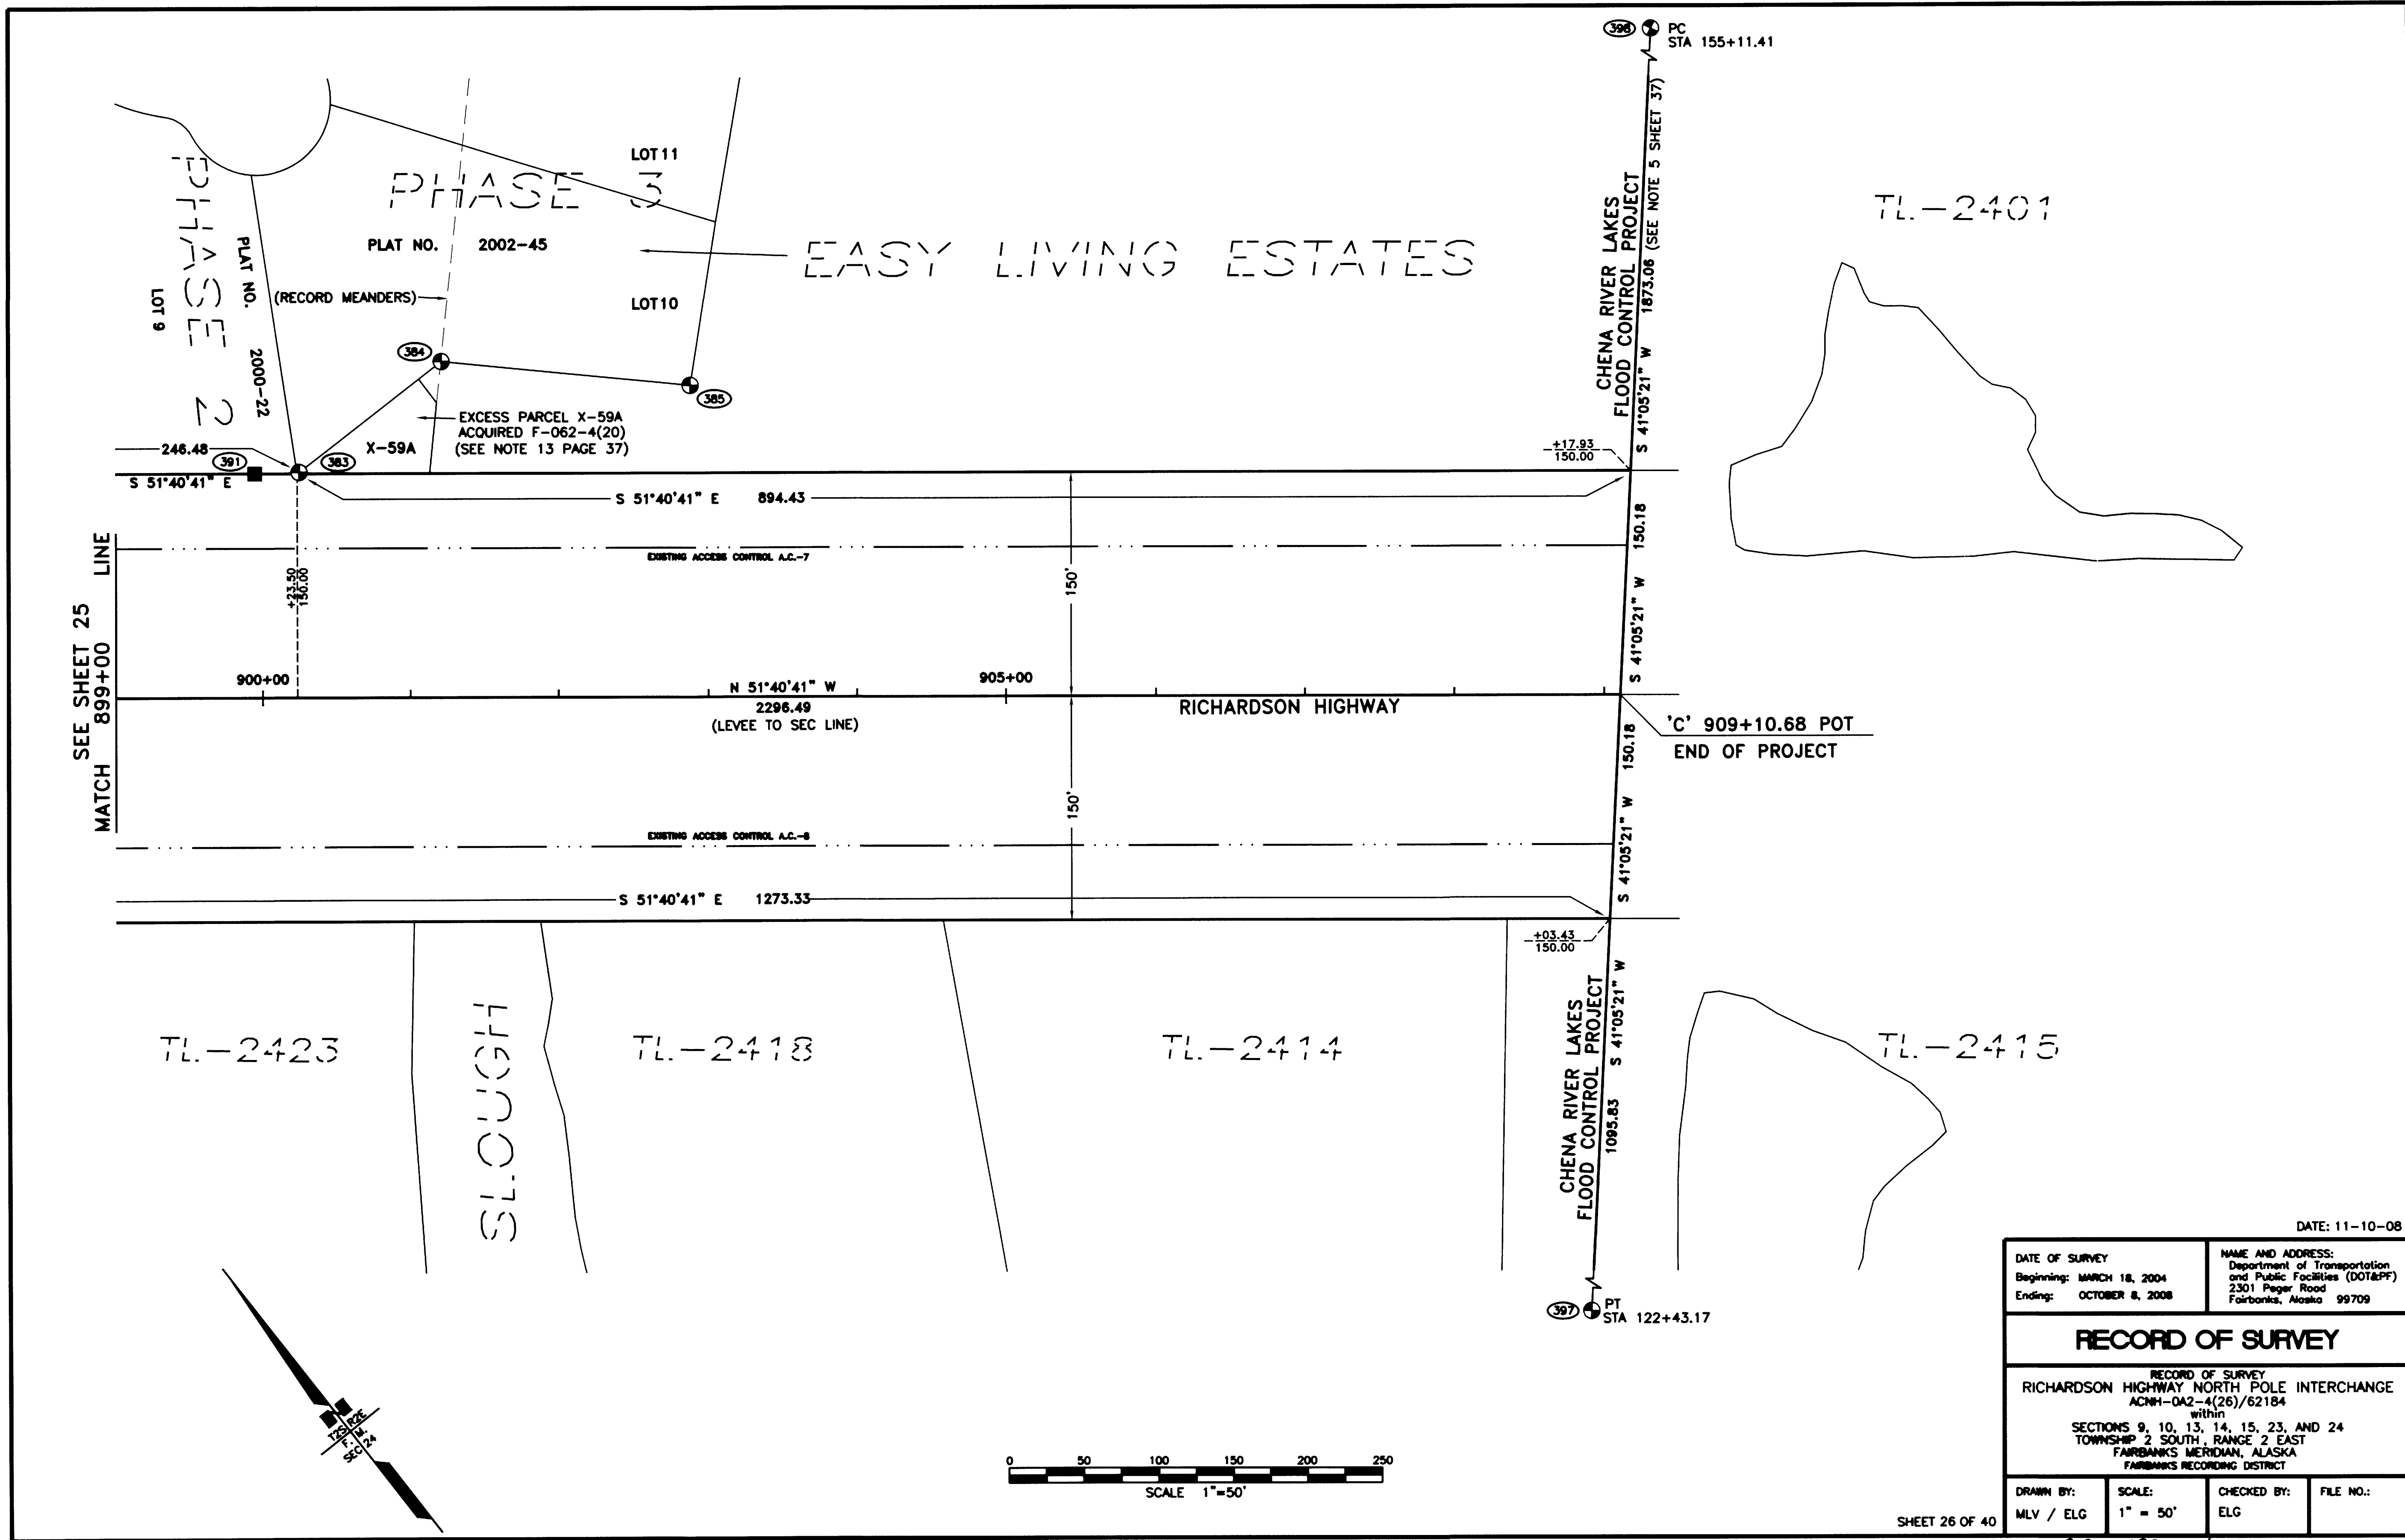 398
PC
STA 155+11.41
S 41°05'21" W 1873.06 (SEE NOTE 5 SHEET 37)
CHENA RIVER LAKES
FLOOD CONTROL PROJECT
TL-2401
LOT 11
PHASE 3
PLAT NO. 2002-45
EASY LIVING ESTATES
PHASE 2
PLAT NO. 2000-22
LOT 9
(RECORD MEANDERS)
LOT 10
384
385
EXCESS PARCEL X-59A
ACQUIRED F-062-4(20)
(SEE NOTE 13 PAGE 37)
X-59A
246.48
391
383
S 51°40'41" E
S 51°40'41" E 894.43
+17.93
150.00
S 41°05'21" W 150.18
EXISTING ACCESS CONTROL A.C.-7
+23.50
150.00
150'
SEE SHEET 25
MATCH 899+00 LINE
900+00
N 51°40'41" W
2296.49
(LEVEE TO SEC LINE)
905+00
RICHARDSON HIGHWAY
'C' 909+10.68 POT
END OF PROJECT
S 41°05'21" W 150.18
150'
EXISTING ACCESS CONTROL A.C.-8
S 51°40'41" E 1273.33
+03.43
150.00
TL-2423
SLOUGH
TL-2418
TL-2414
CHENA RIVER LAKES
FLOOD CONTROL PROJECT
1095.83 S 41°05'21" W
TL-2415
397
PT
STA 122+43.17
N
T2S R2E
F. M.
SEC 24
0 50 100 150 200 250
SCALE 1"=50'
DATE: 11-10-08
DATE OF SURVEY
Beginning: MARCH 18, 2004
Ending: OCTOBER 8, 2008
NAME AND ADDRESS:
Department of Transportation
and Public Facilities (DOT&PF)
2301 Peger Road
Fairbanks, Alaska 99709
RECORD OF SURVEY
RECORD OF SURVEY
RICHARDSON HIGHWAY NORTH POLE INTERCHANGE
ACNH-0A2-4(26)/62184
within
SECTIONS 9, 10, 13, 14, 15, 23, AND 24
TOWNSHIP 2 SOUTH, RANGE 2 EAST
FAIRBANKS MERIDIAN, ALASKA
FAIRBANKS RECORDING DISTRICT
DRAWN BY:
MLV / ELG
SCALE:
1" = 50'
CHECKED BY:
ELG
FILE NO.:
SHEET 26 OF 40